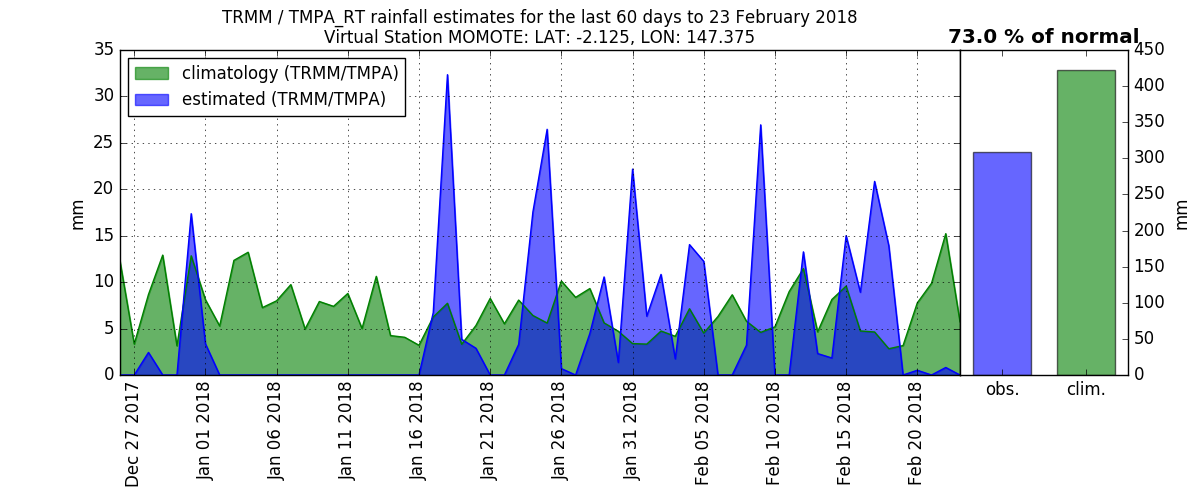 TRMM / TMPA_RT rainfall estimates for the last 60 days to 23 February 2018
Virtual Station MOMOTE: LAT: -2.125, LON: 147.375
73.0 % of normal
climatology (TRMM/TMPA)
estimated (TRMM/TMPA)
35
30
25
20
15
10
5
0
mm
Dec 27 2017
Jan 01 2018
Jan 06 2018
Jan 11 2018
Jan 16 2018
Jan 21 2018
Jan 26 2018
Jan 31 2018
Feb 05 2018
Feb 10 2018
Feb 15 2018
Feb 20 2018
obs.
clim.
450
400
350
300
250
200
150
100
50
0
mm